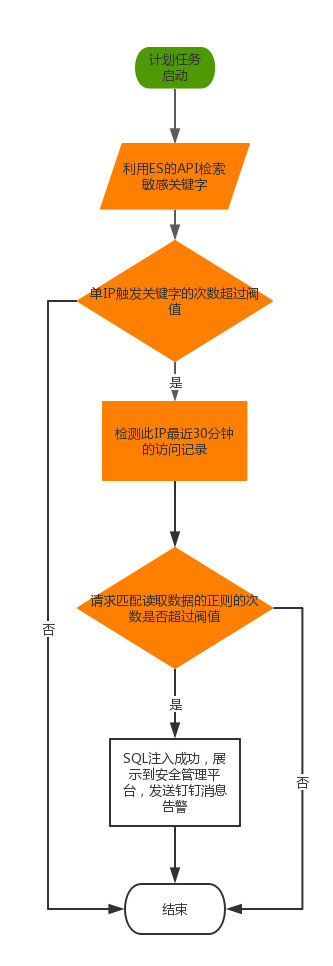 计划任务
启动
利用ES的API检索
敏感关键字
单IP触发关键字的次数超过阀
值
是
检测此IP最近30分钟
的访问记录
请求匹配读取数据的正则的次
数是否超过阀值
否
是
SQL注入成功，展
示到安全管理平
台，发送钉钉消息
告警
否
结束